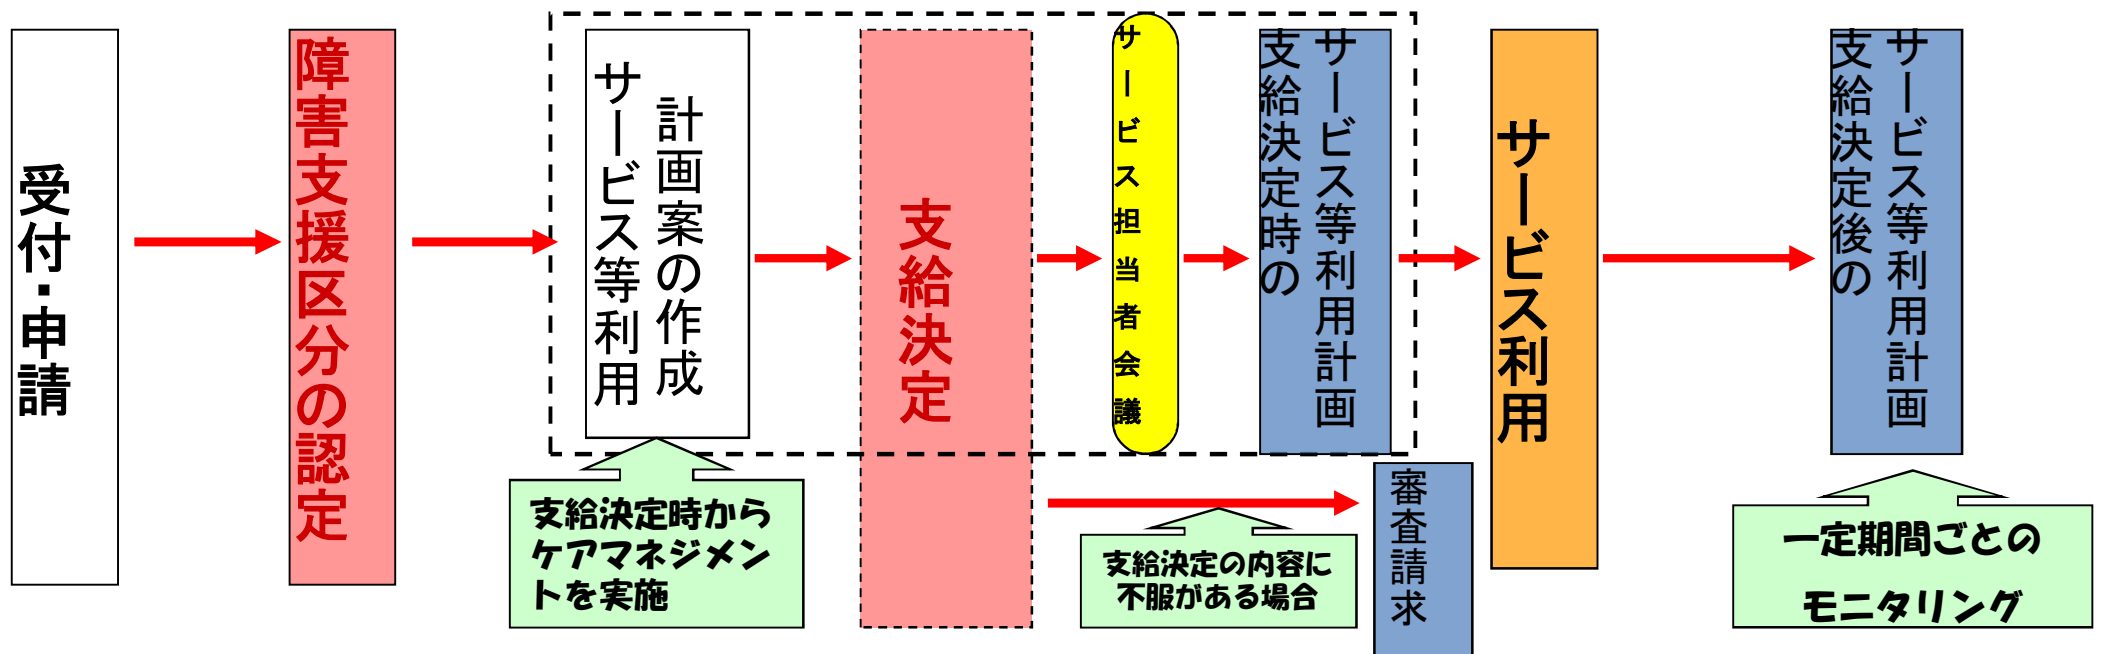 受付・申請
障害支援区分の認定
計画案の作成
サービス等利用
支給決定
サービス担当者会議
サービス等利用計画
支給決定時の
サービス利用
サービス等利用計画
支給決定後の
支給決定時から
ケアマネジメン
トを実施
支給決定の内容に
不服がある場合
審査請求
一定期間ごとの
モニタリング